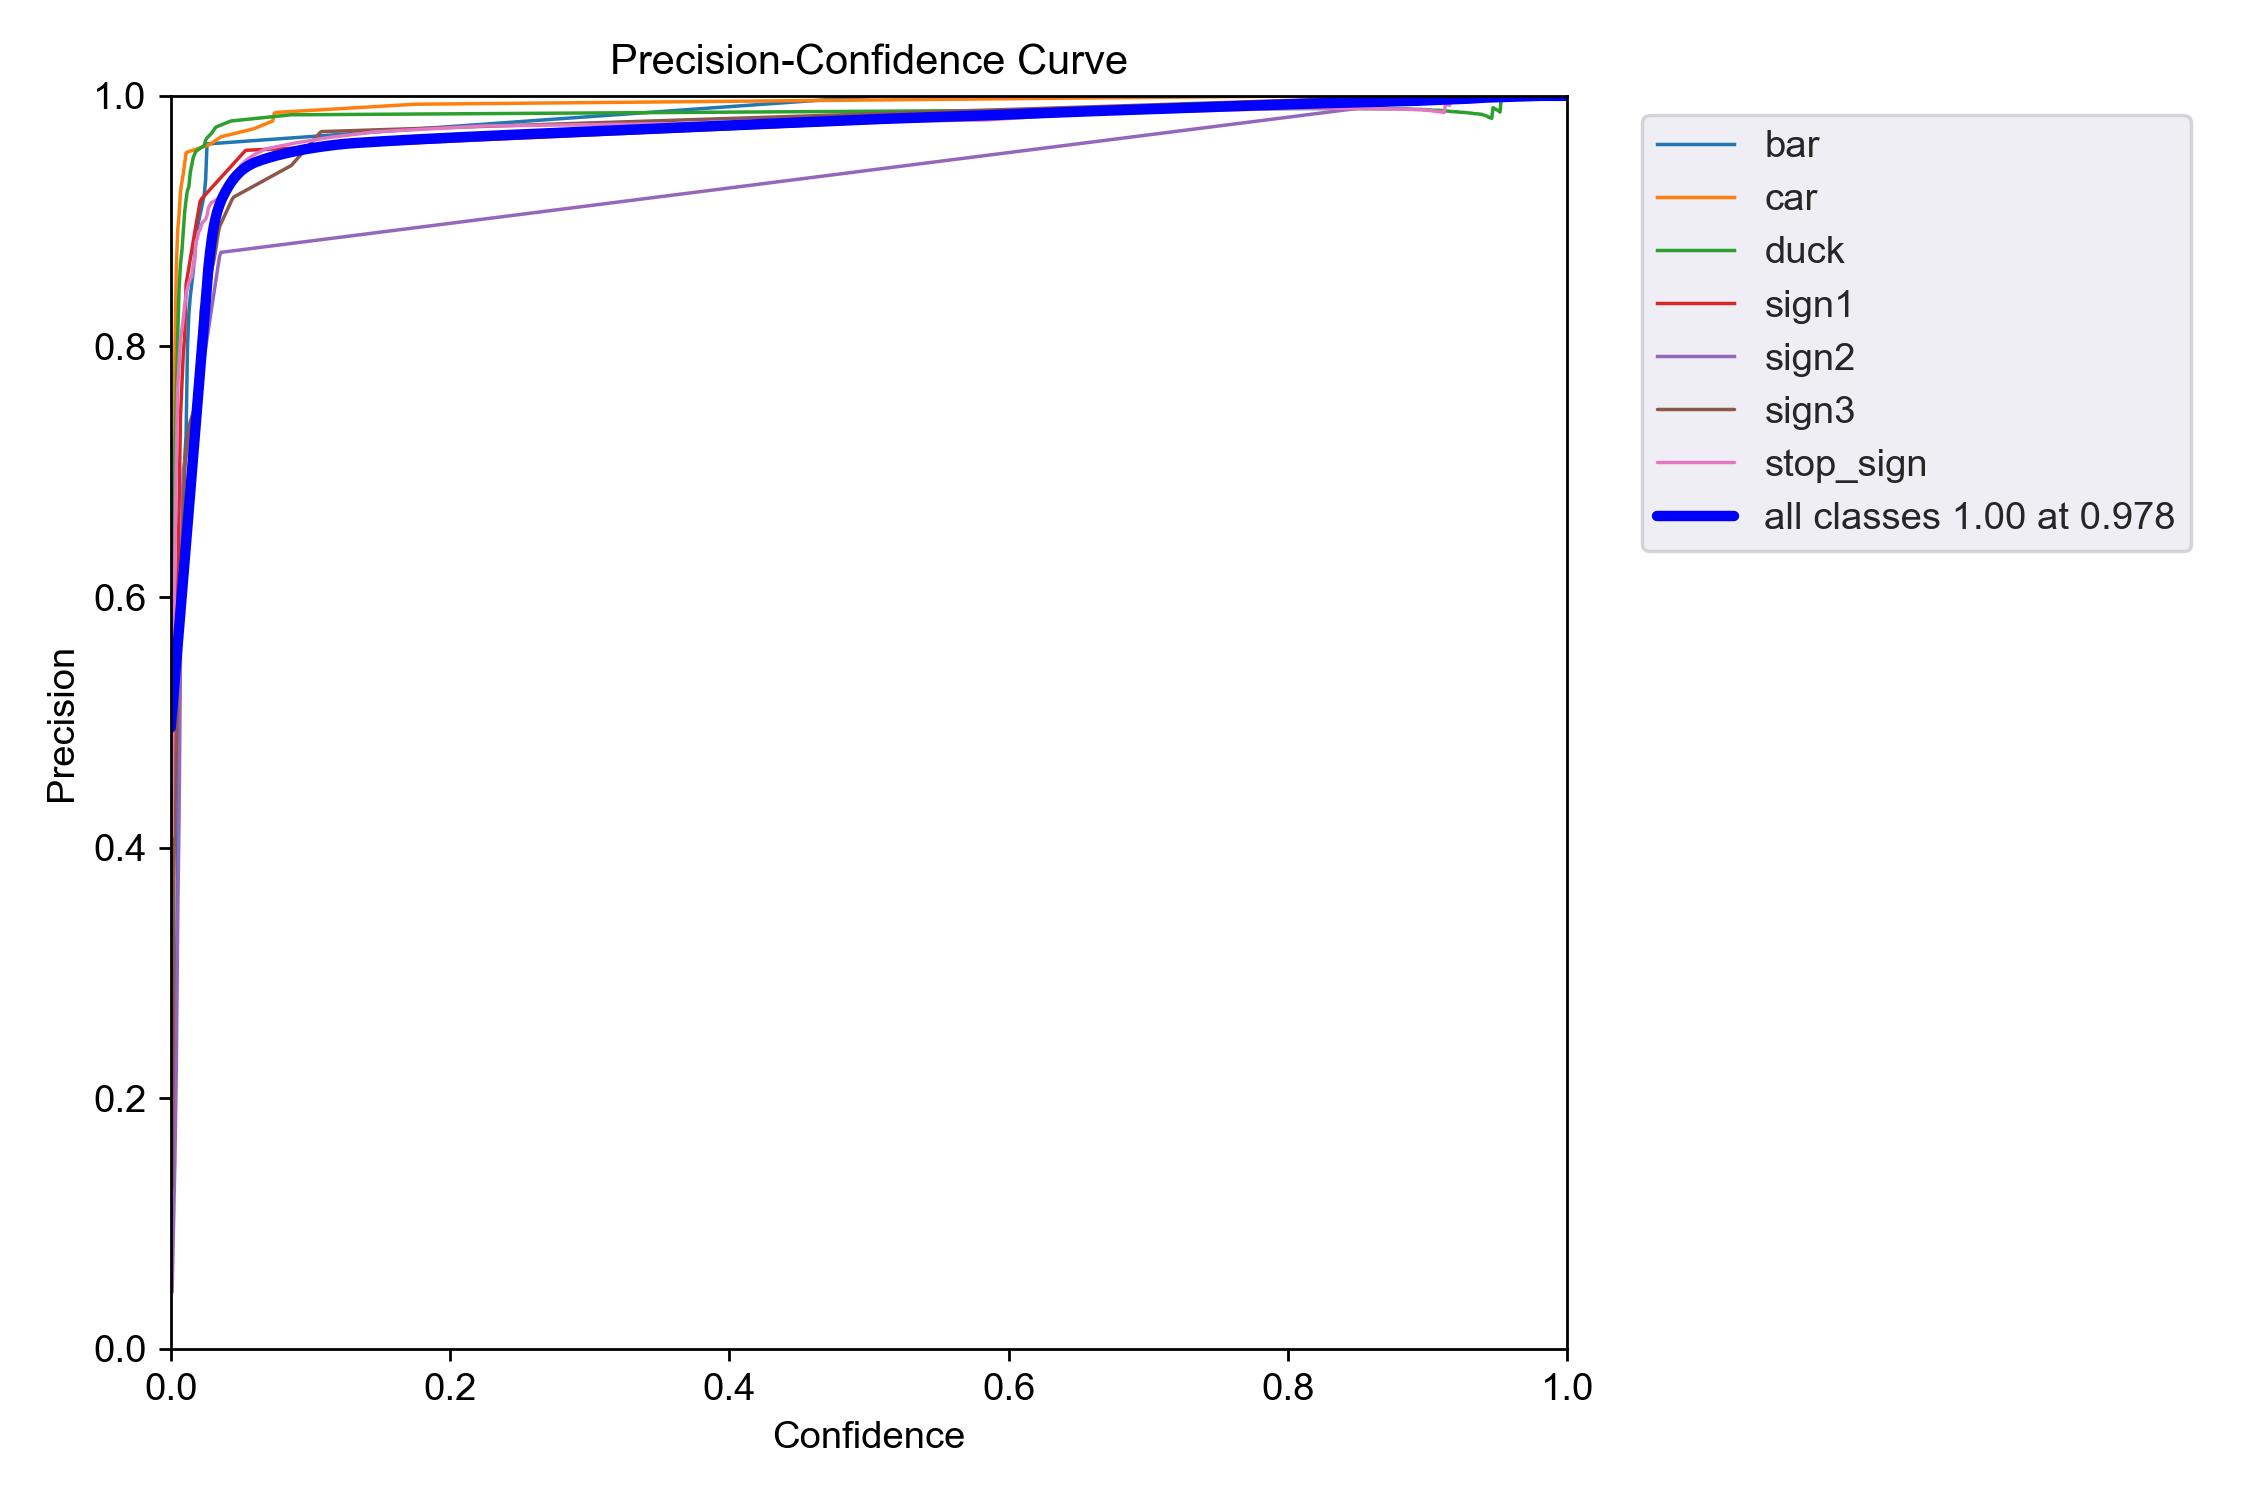 Precision-Confidence Curve
1.0
0.8
0.6
0.4
0.2
0.0
Precision
0.0 0.2 0.4 0.6 0.8 1.0
Confidence
bar
car
duck
sign1
sign2
sign3
stop_sign
all classes 1.00 at 0.978